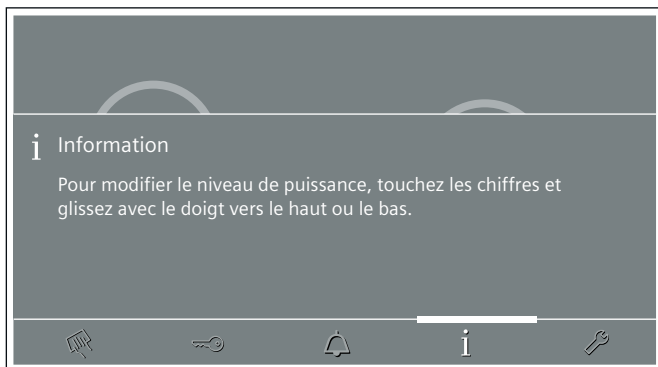 i Information
Pour modifier le niveau de puissance, touchez les chiffres et
glissez avec le doigt vers le haut ou le bas.
i